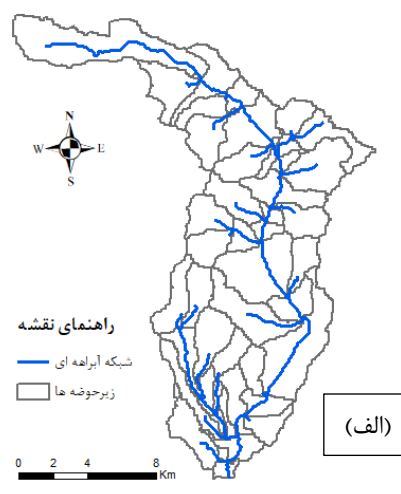 N
W E
S
راهنمای نقشه
شبکه آبراهه ای
زیرحوضه ها
(الف)
0 2 4 8
Km